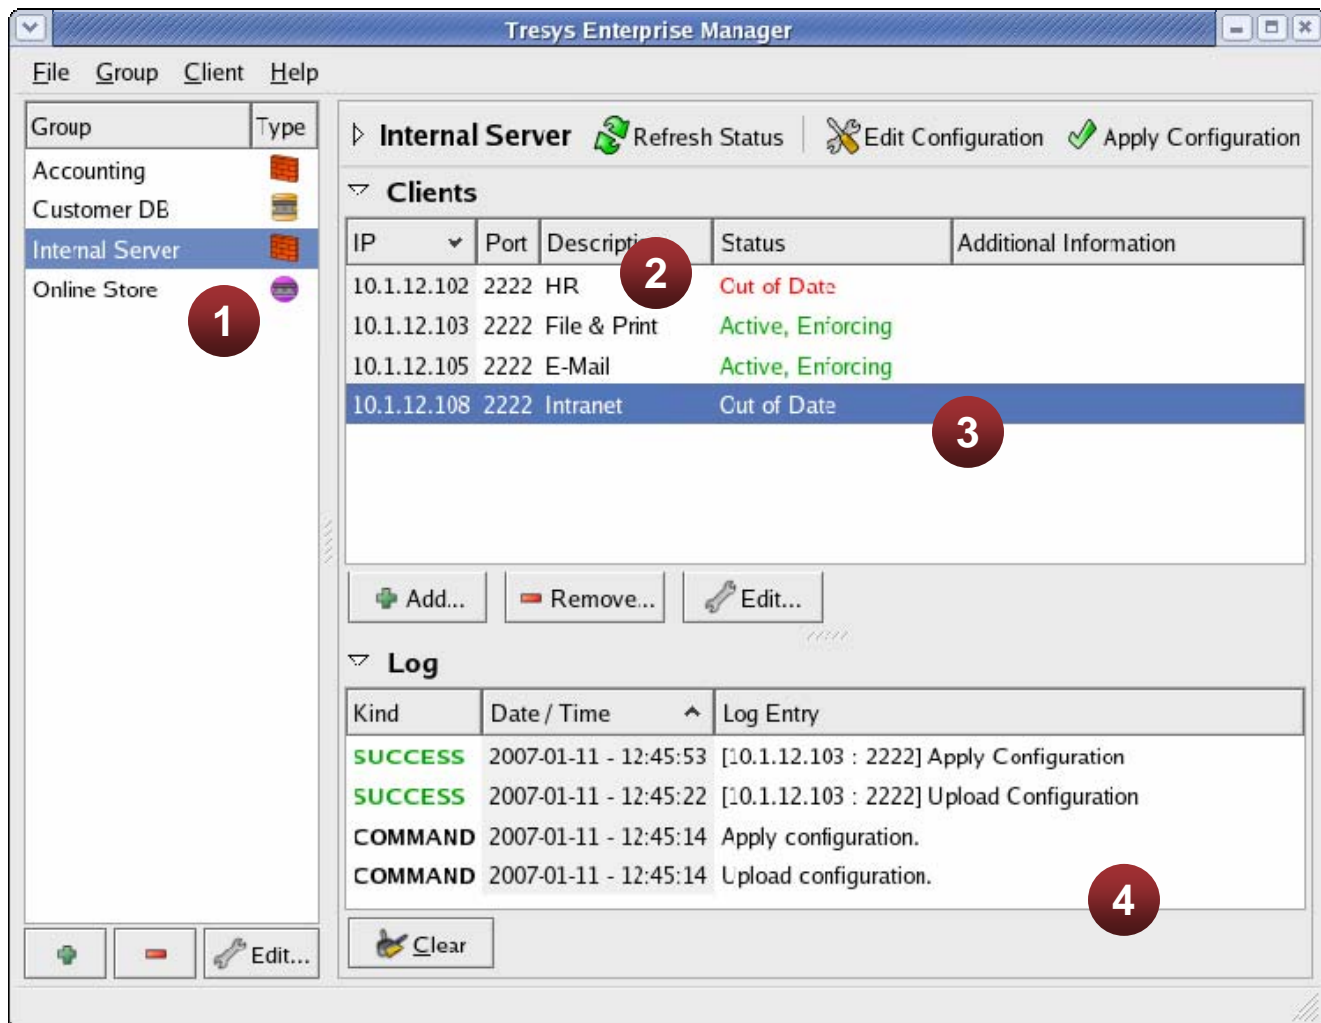 Tresys Enterprise Manager
File Group Client Help
Group Type
Accounting
Customer DB
Internal Server
Online Store
1
Edit...
Internal Server Refresh Status Edit Configuration Apply Configuration
Clients
IP Port Descripti Status Additional Information
2
10.1.12.102 2222 HR Out of Date
10.1.12.103 2222 File & Print Active, Enforcing
10.1.12.105 2222 E-Mail Active, Enforcing
10.1.12.108 2222 Intranet Out of Date
3
Add... Remove... Edit...
Log
Kind Date / Time Log Entry
SUCCESS 2007-01-11 - 12:45:53 [10.1.12.103 : 2222] Apply Configuration
SUCCESS 2007-01-11 - 12:45:22 [10.1.12.103 : 2222] Upload Configuration
COMMAND 2007-01-11 - 12:45:14 Apply configuration.
COMMAND 2007-01-11 - 12:45:14 Upload configuration.
4
Clear